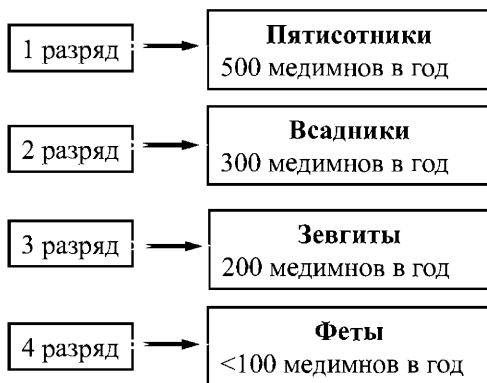 1 разряд
Пятисотники
500 медимнов в год
2 разряд
Всадники
300 медимнов в год
3 разряд
Зевгиты
200 медимнов в год
4 разряд
Феты
<100 медимнов в год